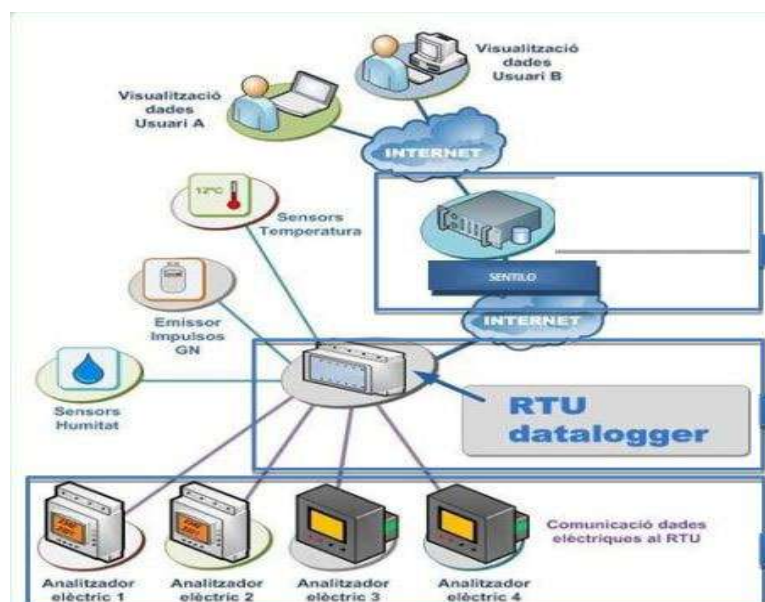 Visualització
dades
Usuari B
Visualització
dades
Usuari A
INTERNET
12ºC
Sensors
Temperatura
SENTILO
INTERNET
Emissor
Impulsos
GN
Sensors
Humitat
RTU
datalogger
Comunicació dades
elèctriques al RTU
Analitzador
elèctric 1
Analitzador
elèctric 2
Analitzador
elèctric 3
Analitzador
elèctric 4